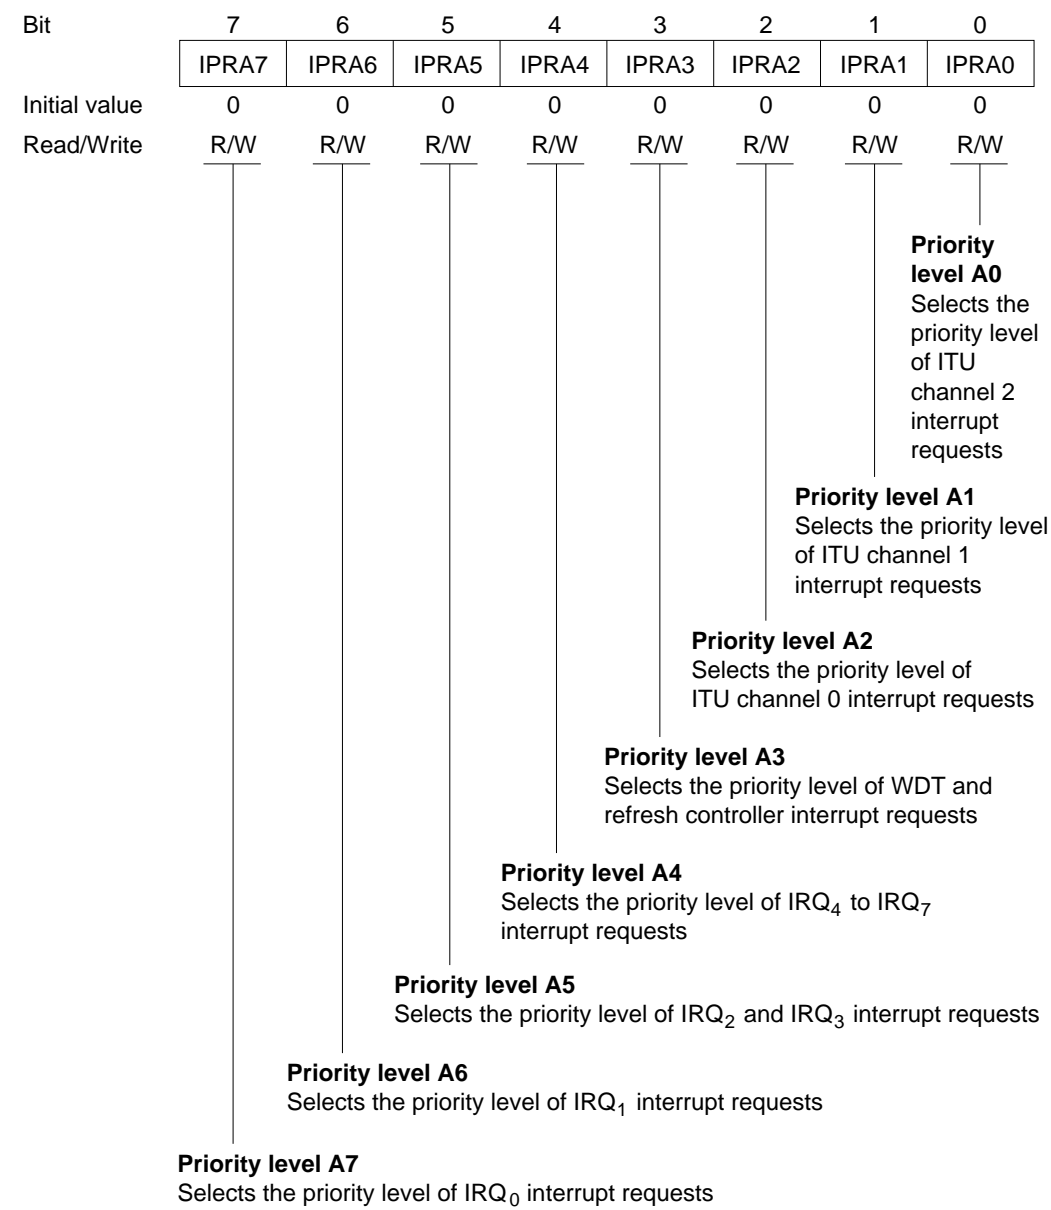 Bit 7 6 5 4 3 2 1 0
IPRA7 IPRA6 IPRA5 IPRA4 IPRA3 IPRA2 IPRA1 IPRA0
Initial value 0 0 0 0 0 0 0 0
Read/Write R/W R/W R/W R/W R/W R/W R/W R/W
Priority
level A0
Selects the
priority level
of ITU
channel 2
interrupt
requests
Priority level A1
Selects the priority level
of ITU channel 1
interrupt requests
Priority level A2
Selects the priority level of
ITU channel 0 interrupt requests
Priority level A3
Selects the priority level of WDT and
refresh controller interrupt requests
Priority level A4
Selects the priority level of IRQ4 to IRQ7
interrupt requests
Priority level A5
Selects the priority level of IRQ2 and IRQ3 interrupt requests
Priority level A6
Selects the priority level of IRQ1 interrupt requests
Priority level A7
Selects the priority level of IRQ0 interrupt requests